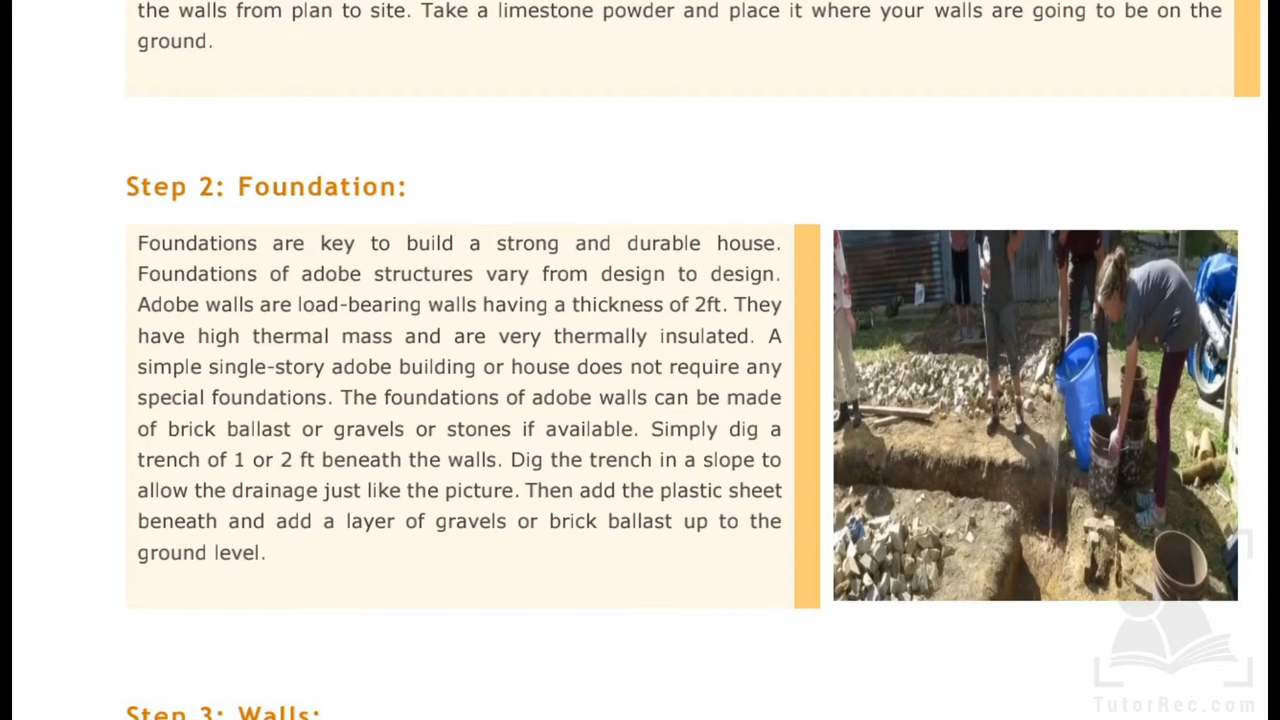 the walls from plan to site. Take a limestone powder and place it where your walls are going to be on the
ground.
Step 2: Foundation:
Foundations are key to build a strong and durable house.
Foundations of adobe structures vary from design to design.
Adobe walls are load-bearing walls having a thickness of 2ft. They
have high thermal mass and are very thermally insulated. A
simple single-story adobe building or house does not require any
special foundations. The foundations of adobe walls can be made
of brick ballast or gravels or stones if available. Simply dig a
trench of 1 or 2 ft beneath the walls. Dig the trench in a slope to
allow the drainage just like the picture. Then add the plastic sheet
beneath and add a layer of gravels or brick ballast up to the
ground level.
TutorRec.com
Step 3: Walls: